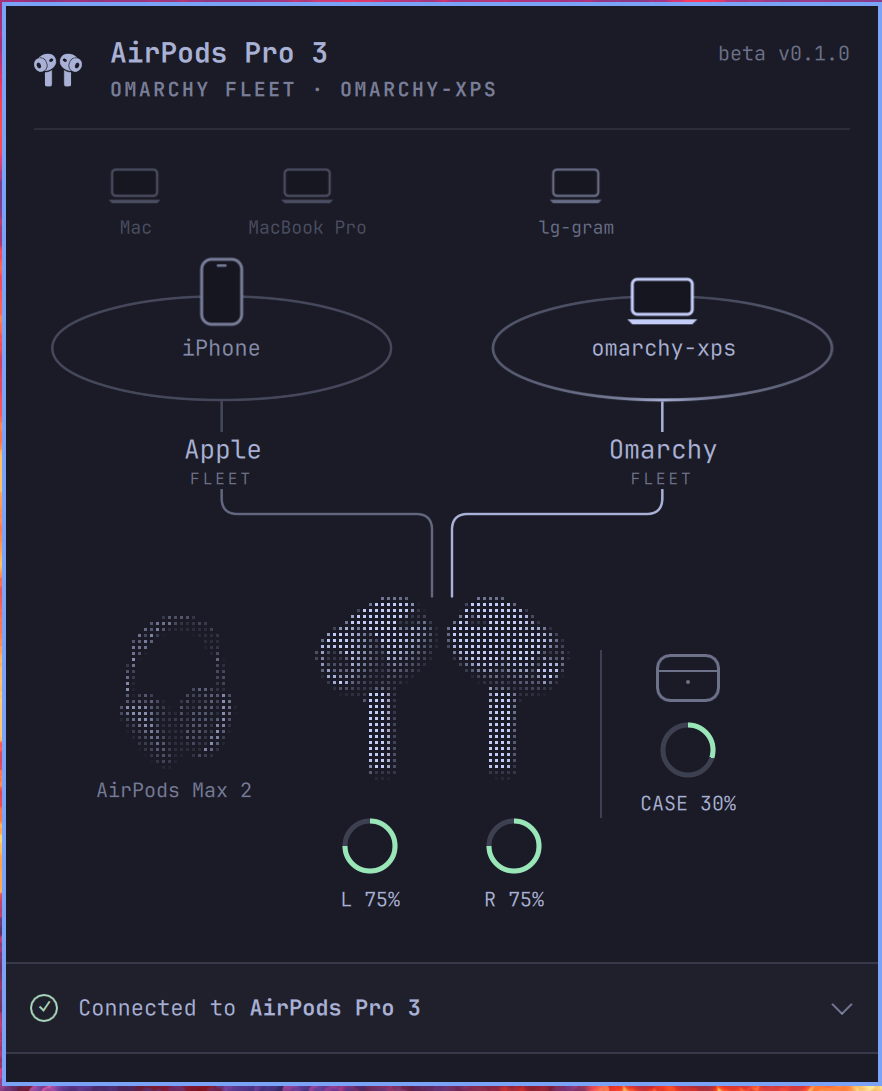 AirPods Pro 3
beta v0.1.0
OMARCHY FLEET · OMARCHY-XPS
Mac
MacBook Pro
lg-gram
iPhone
omarchy-xps
Apple
FLEET
Omarchy
FLEET
AirPods Max 2
CASE 30%
L 75%
R 75%
Connected to AirPods Pro 3